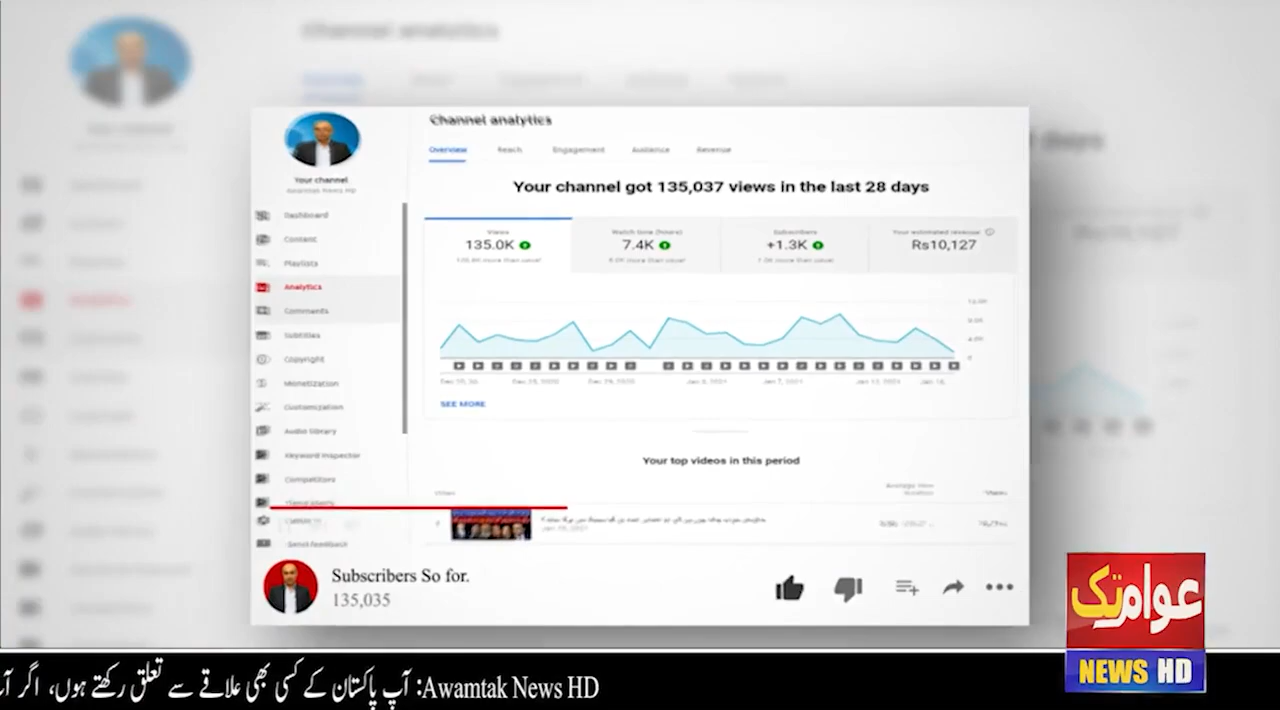 Channel analytics
Overview Reach Engagement Audience Revenue
Your channel
Awamtak News HD
Your channel got 135,037 views in the last 28 days
Dashboard
Content
Playlists
Analytics
Comments
Subtitles
Copyright
Monetization
Customization
Audio library
Keyword Inspector
Competitors
Send feedback
Views
135.0K
Watch time (hours)
7.4K
Subscribers
+1.3K
Your estimated revenue
Rs10,127
SEE MORE
Your top videos in this period
Views
Subscribers So for.
135,035
عوام تک
NEWS HD
Awamtak News HD: آپ پاکستان کے کسی بھی علاقے سے تعلق رکھتے ہوں، اگر آ